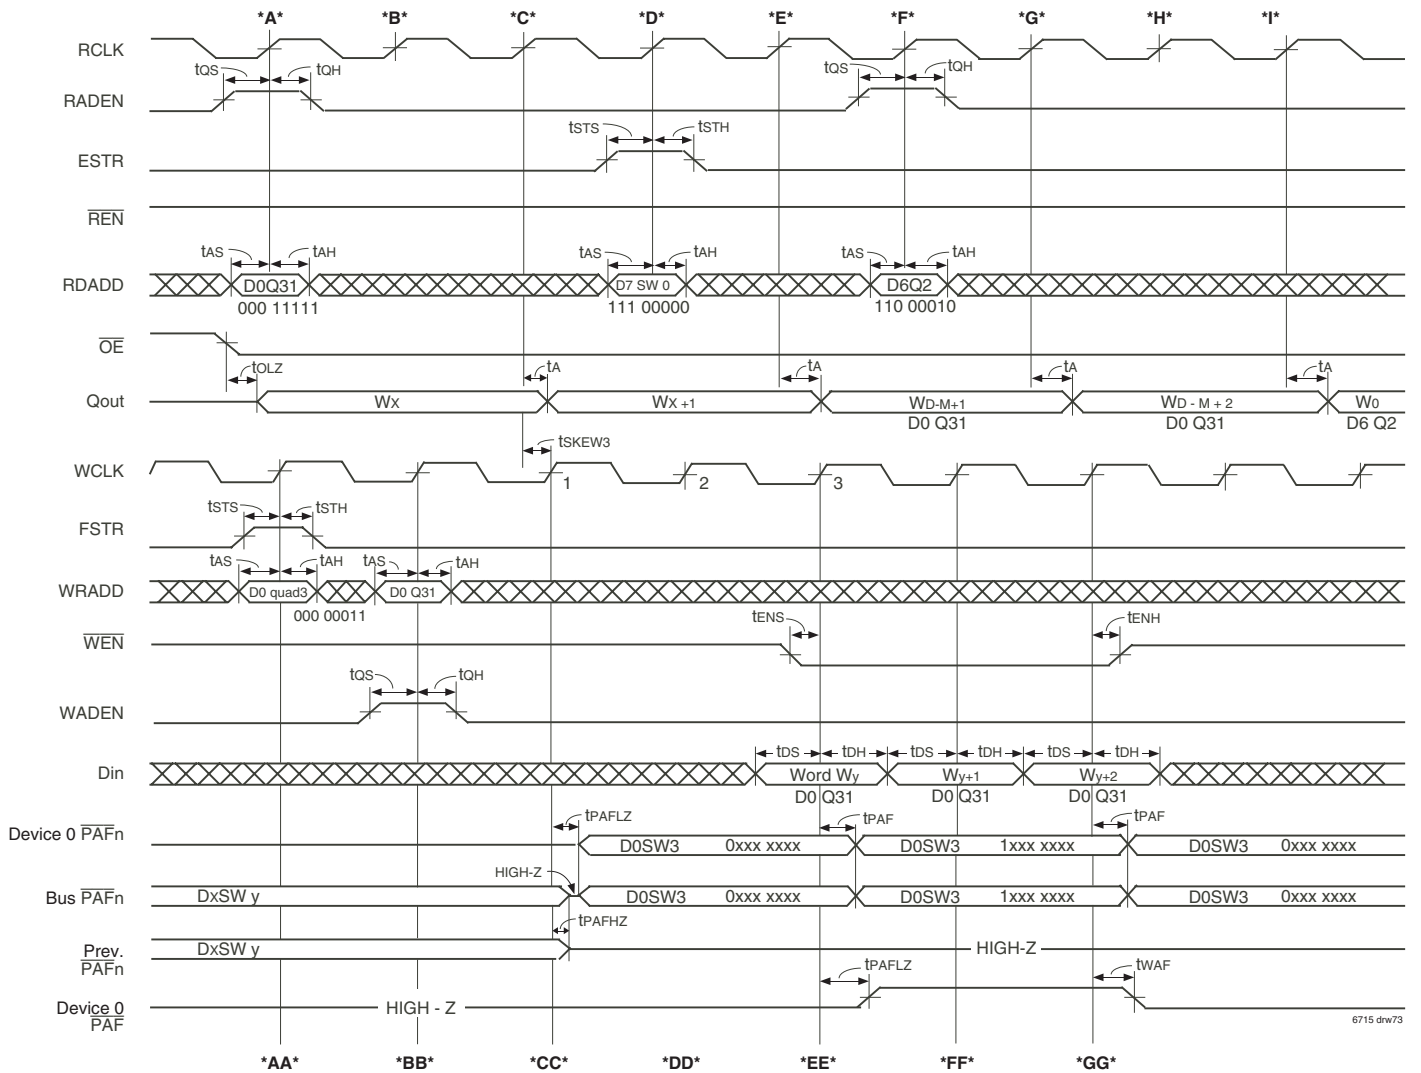 *A* *B* *C* *D* *E* *F* *G* *H* *I*
RCLK
tQS tQH tQS tQH
RADEN
tSTS tSTH
ESTR
REN
tAS tAH tAS tAH tAS tAH
RDADD D0Q31 D7 SW 0 D6Q2
000 11111 111 00000 110 00010
OE
tOLZ tA tA tA tA
Qout WX WX +1 WD-M+1 WD - M + 2 W0
D0 Q31 D0 Q31 D6 Q2
tSKEW3
WCLK 1 2 3
tSTS tSTH
FSTR
tAS tAH tAS tAH
WRADD D0 quad3 D0 Q31
000 00011
tENS tENH
WEN
tQS tQH
WADEN
tDS tDH tDS tDH tDS tDH
Din Word Wy Wy+1 Wy+2
D0 Q31 D0 Q31 D0 Q31
tPAFLZ tPAF tPAF
Device 0 PAFn D0SW3 0xxx xxxx D0SW3 1xxx xxxx D0SW3 0xxx xxxx
HIGH-Z
Bus PAFn DxSW y D0SW3 0xxx xxxx D0SW3 1xxx xxxx D0SW3 0xxx xxxx
tPAFHZ
Prev. DxSW y HIGH-Z
PAFn
tPAFLZ tWAF
Device 0 HIGH - Z
PAF
6715 drw73
*AA* *BB* *CC* *DD* *EE* *FF* *GG*